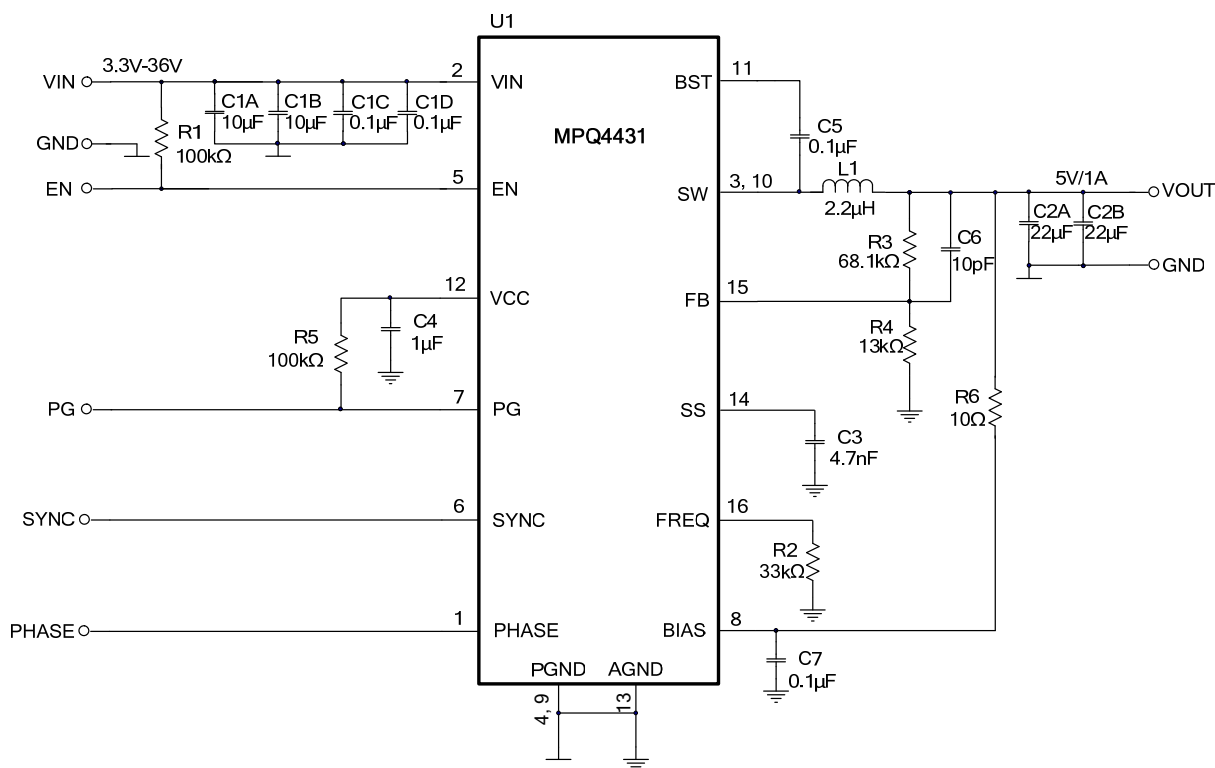 U1
MPQ4431
VIN
3.3V-36V
2
VIN
C1A
10µF
C1B
10µF
C1C
0.1µF
C1D
0.1µF
GND
R1
100kΩ
EN
5
EN
12
VCC
C4
1µF
R5
100kΩ
PG
7
PG
SYNC
6
SYNC
PHASE
1
PHASE
PGND
AGND
4, 9
13
BST
11
C5
0.1µF
SW
3, 10
L1
2.2µH
5V/1A
VOUT
C2A
22µF
C2B
22µF
GND
R3
68.1kΩ
C6
10pF
FB
15
R4
13kΩ
R6
10Ω
SS
14
C3
4.7nF
FREQ
16
R2
33kΩ
BIAS
8
C7
0.1µF